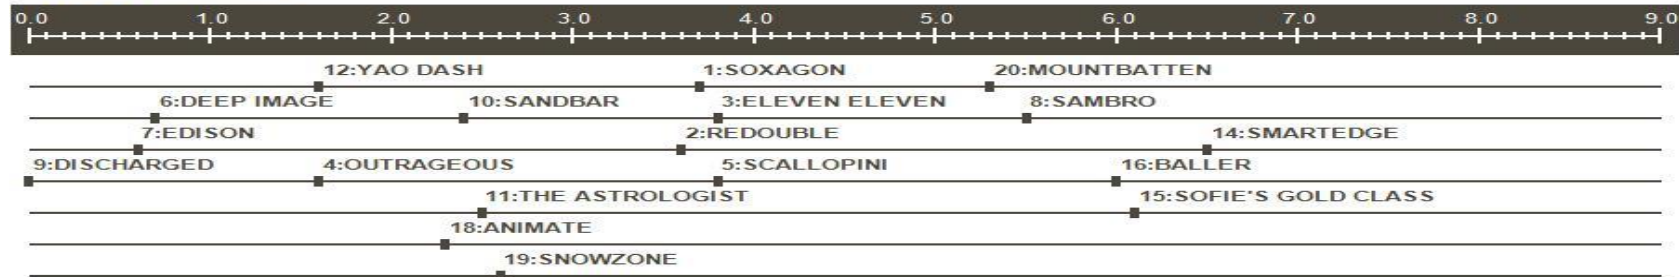 0.0 1.0 2.0 3.0 4.0 5.0 6.0 7.0 8.0 9.0
12:YAO DASH 1:SOXAGON 20:MOUNTBATTEN
6:DEEP IMAGE 10:SANDBAR 3:ELEVEN ELEVEN 8:SAMBRO
7:EDISON 2:REDOUBLE 14:SMARTEDGE
9:DISCHARGED 4:OUTRAGEOUS 5:SCALLOPINI 16:BALLER
11:THE ASTROLOGIST 15:SOFIE'S GOLD CLASS
18:ANIMATE
19:SNOWZONE